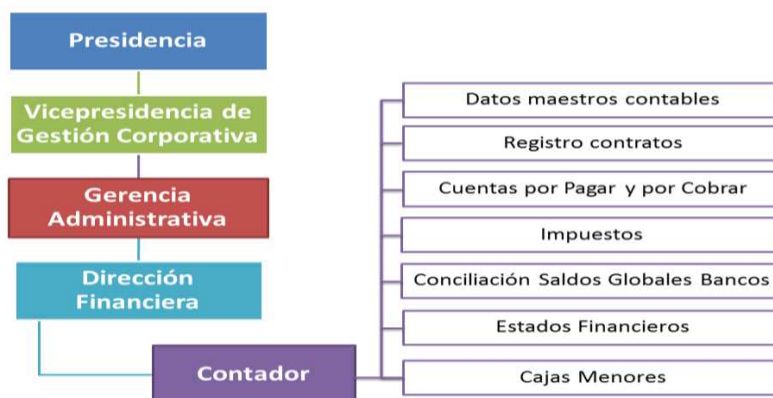 Presidencia
Vicepresidencia de
Gestión Corporativa
Gerencia
Administrativa
Dirección
Financiera
Contador
Datos maestros contables
Registro contratos
Cuentas por Pagar y por Cobrar
Impuestos
Conciliación Saldos Globales Bancos
Estados Financieros
Cajas Menores